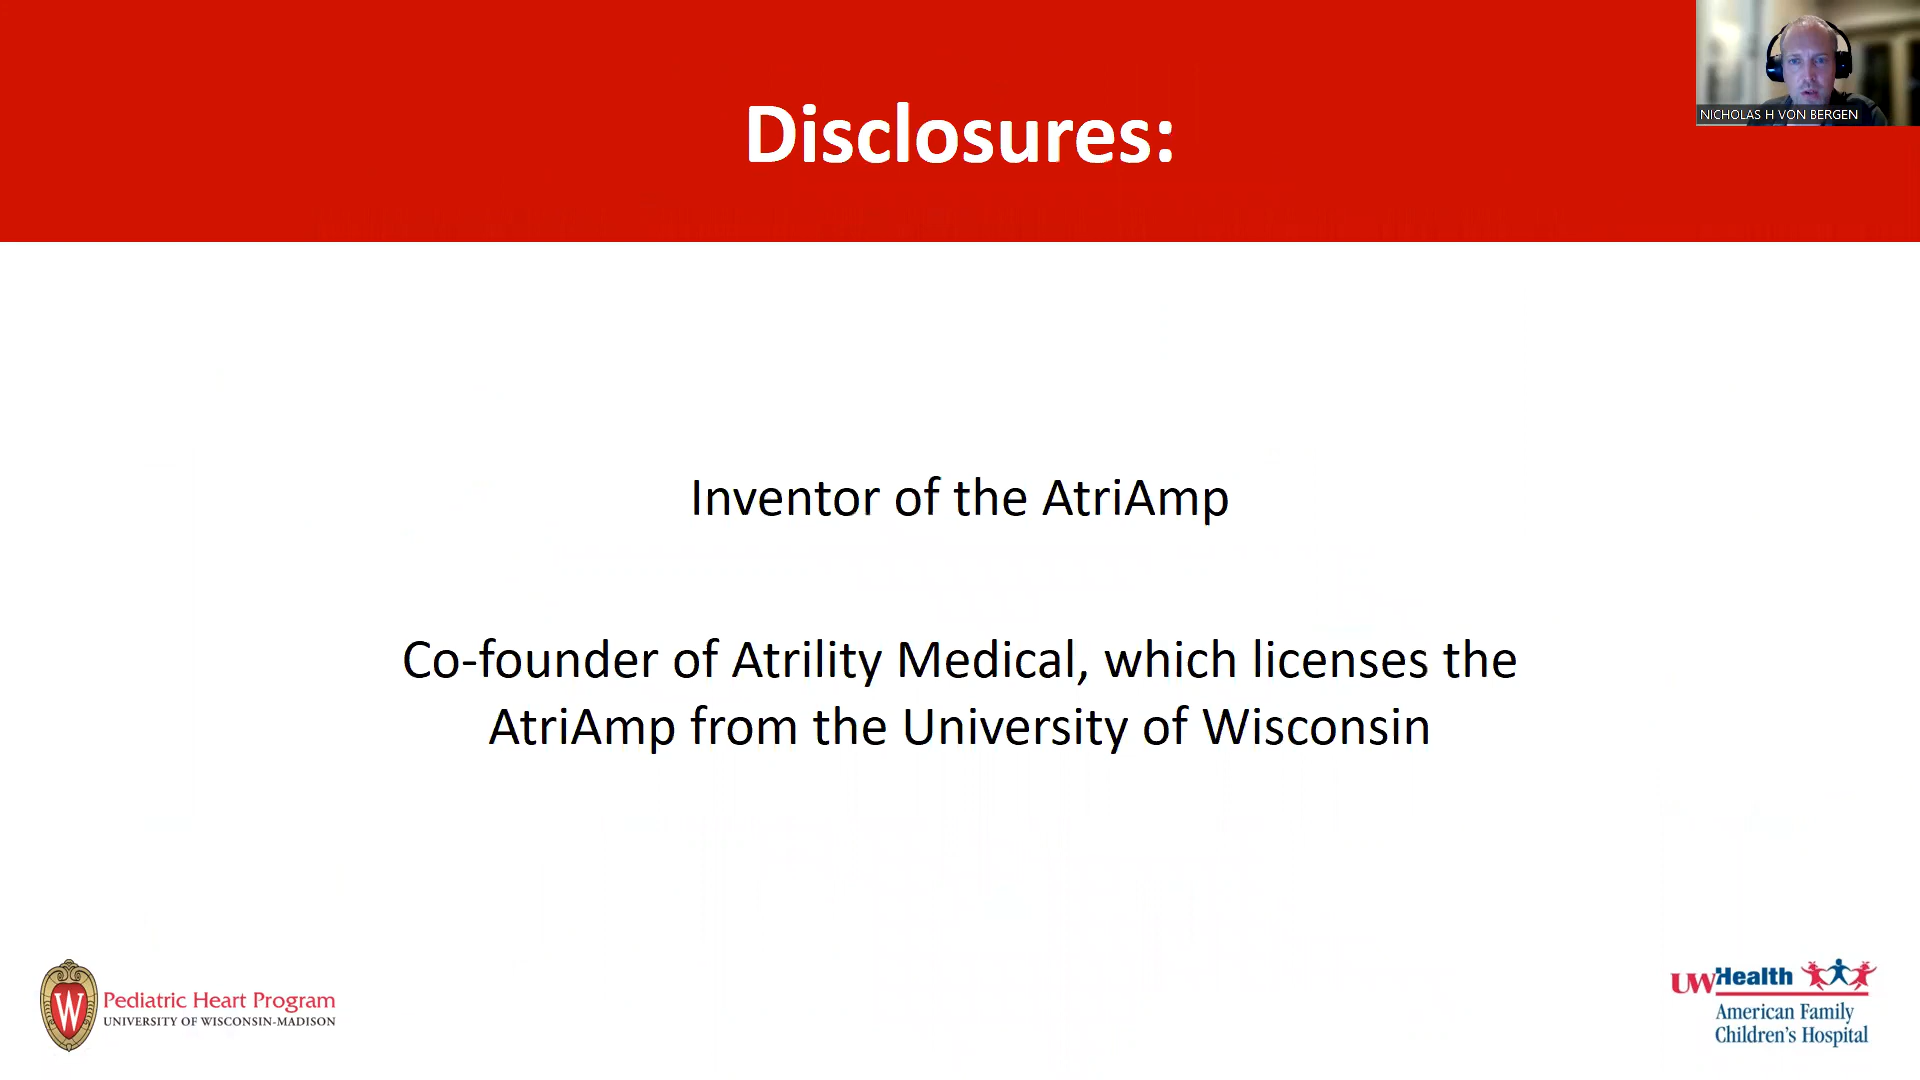 Disclosures:
NICHOLAS H VON BERGEN
Inventor of the AtriAmp
Co-founder of Atrility Medical, which licenses the
AtriAmp from the University of Wisconsin
W
Pediatric Heart Program
UNIVERSITY OF WISCONSIN-MADISON
UWHealth
American Family
Children's Hospital